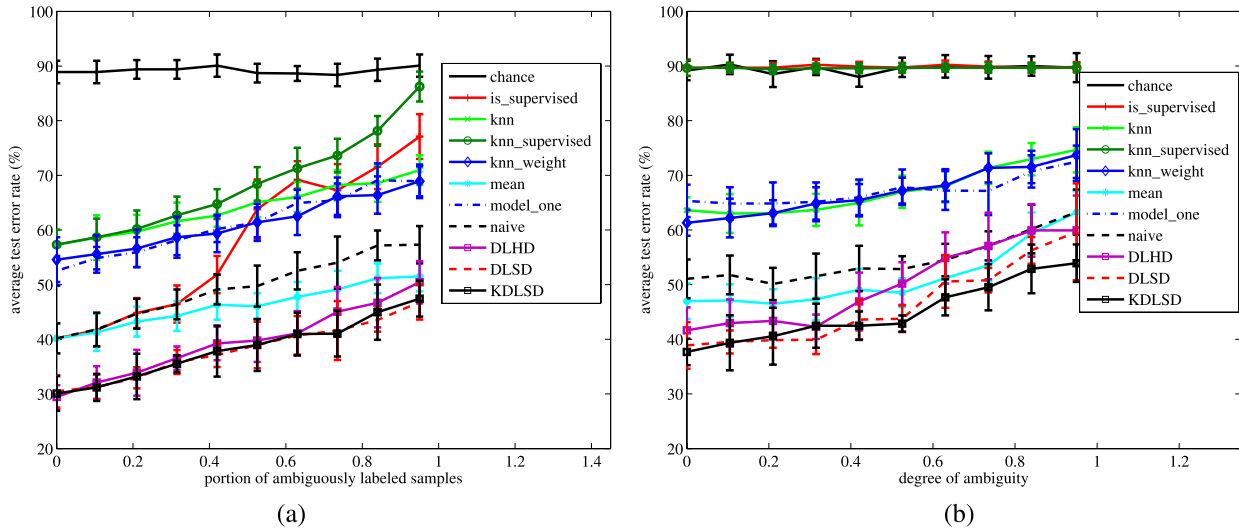 100
90
80
70
60
50
40
30
20
average test error rate (%)
0 0.2 0.4 0.6 0.8 1 1.2 1.4
portion of ambiguously labeled samples
chance
is_supervised
knn
knn_supervised
knn_weight
mean
model_one
naive
DLHD
DLSD
KDLSD
(a)
100
90
80
70
60
50
40
30
20
average test error rate (%)
0 0.2 0.4 0.6 0.8 1 1.2
degree of ambiguity
chance
is_supervised
knn
knn_supervised
knn_weight
mean
model_one
naive
DLHD
DLSD
KDLSD
(b)